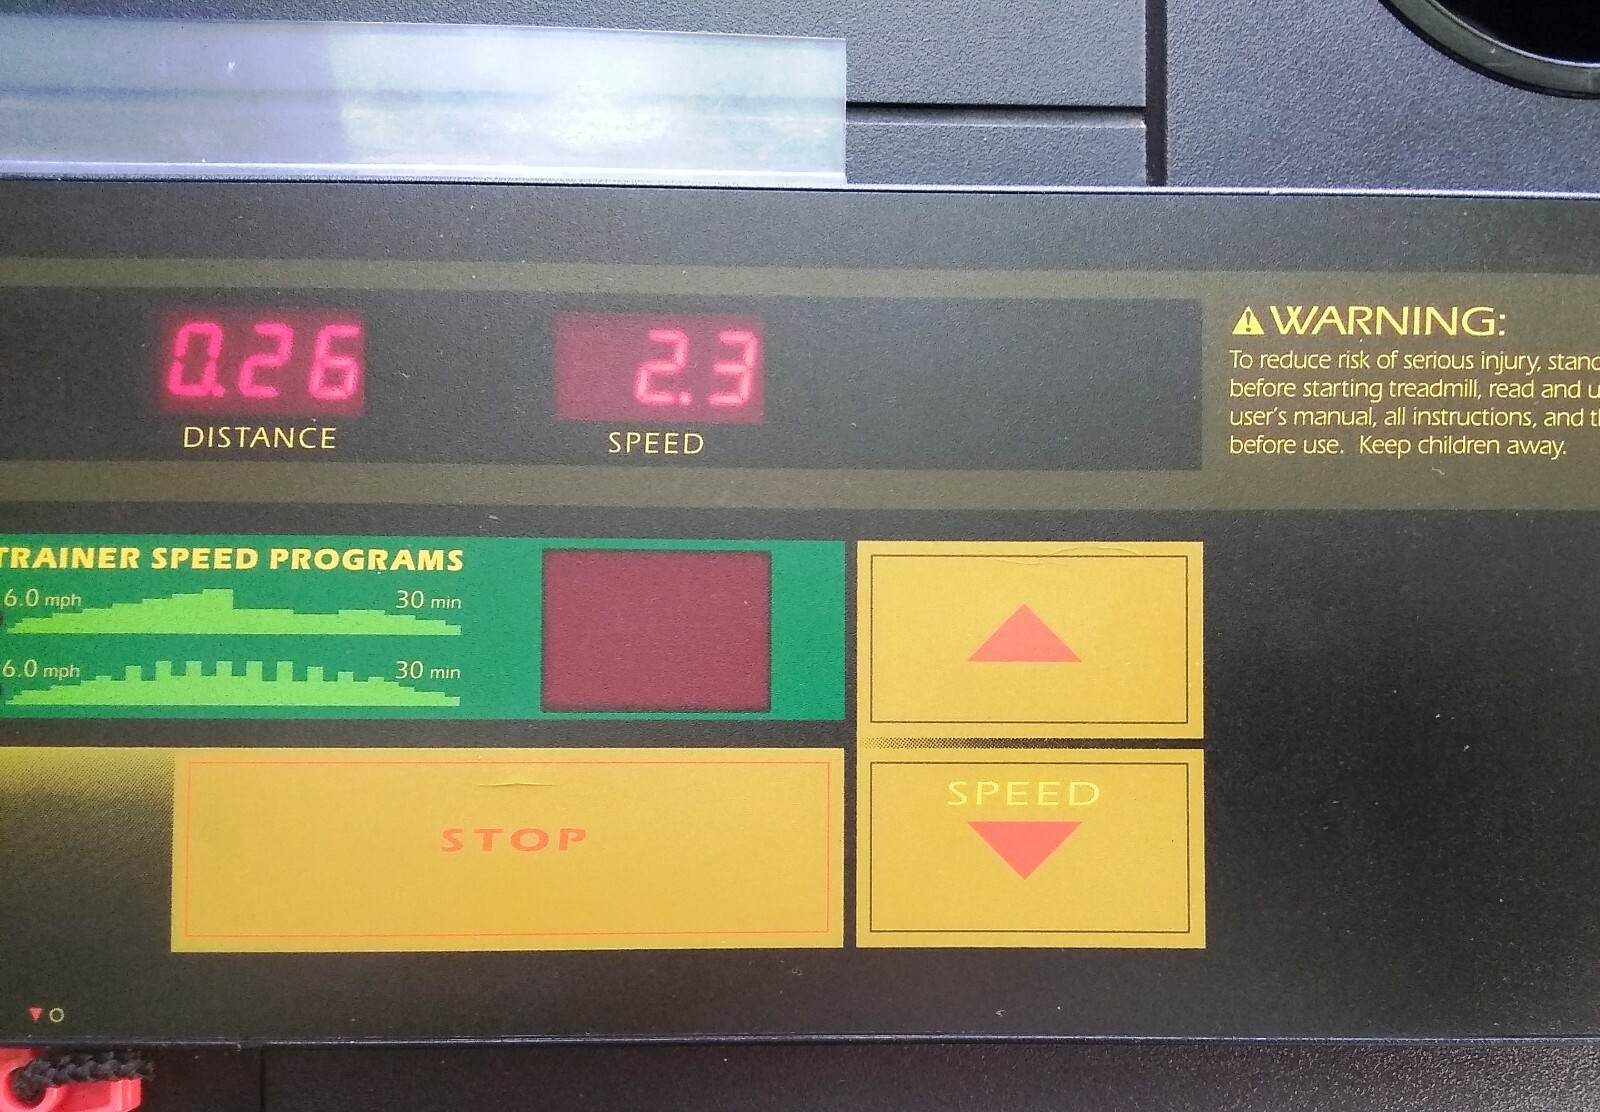 0.26
DISTANCE
2.3
SPEED
WARNING:
To reduce risk of serious injury,
before starting treadmill, read and
user's manual, all instructions, and
before use. Keep children away.
TRAINER SPEED PROGRAMS
6.0 mph 30 min
6.0 mph 30 min
STOP
SPEED